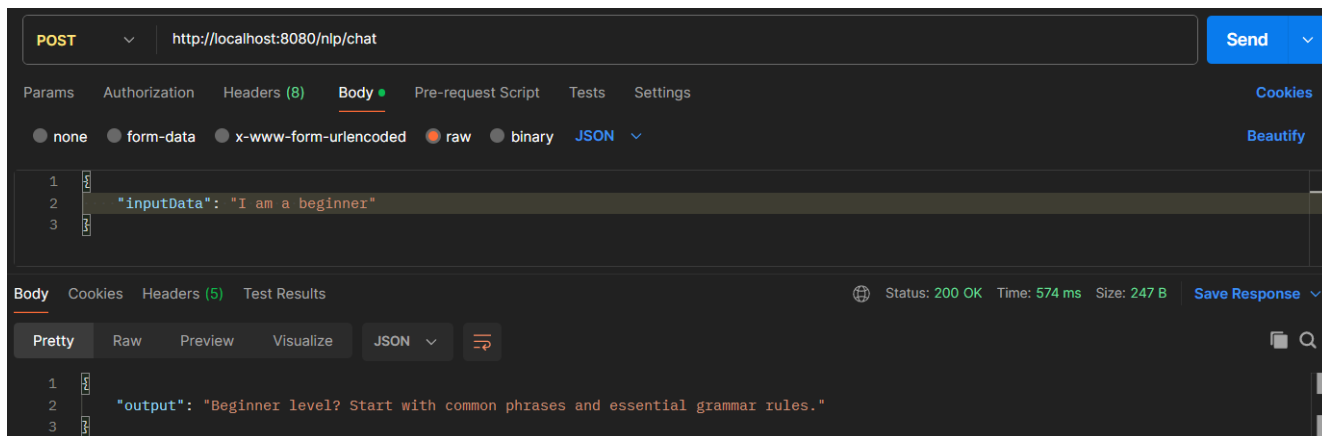 POST http://localhost:8080/nlp/chat Send
Params Authorization Headers (8) Body Pre-request Script Tests Settings Cookies
none form-data x-www-form-urlencoded raw binary JSON Beautify
1 {
2 "inputData": "I am a beginner"
3 }
Body Cookies Headers (5) Test Results Status: 200 OK Time: 574 ms Size: 247 B Save Response
Pretty Raw Preview Visualize JSON
1 {
2 "output": "Beginner level? Start with common phrases and essential grammar rules."
3 }